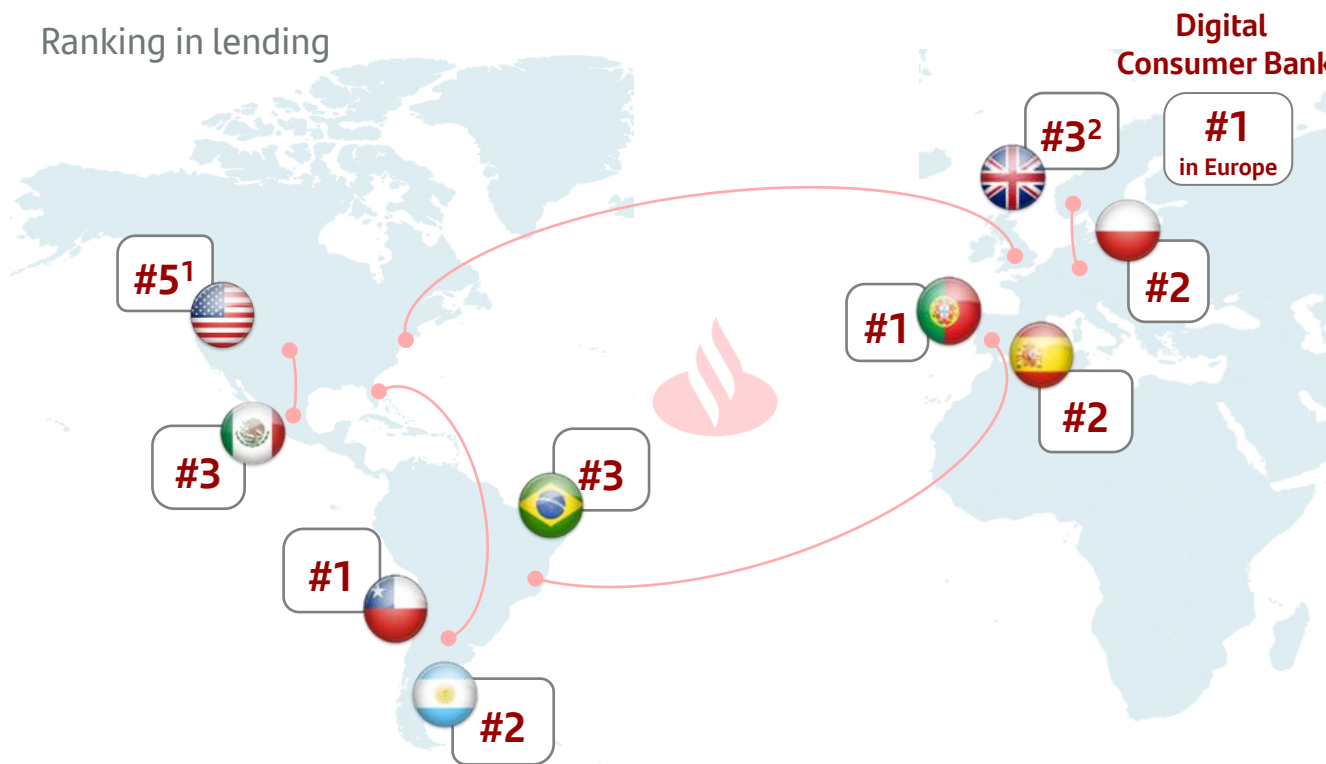 Ranking in lending
Digital
Consumer Bank
#1
in Europe
#3²
#2
#1
#2
#5¹
#3
#3
#1
#2